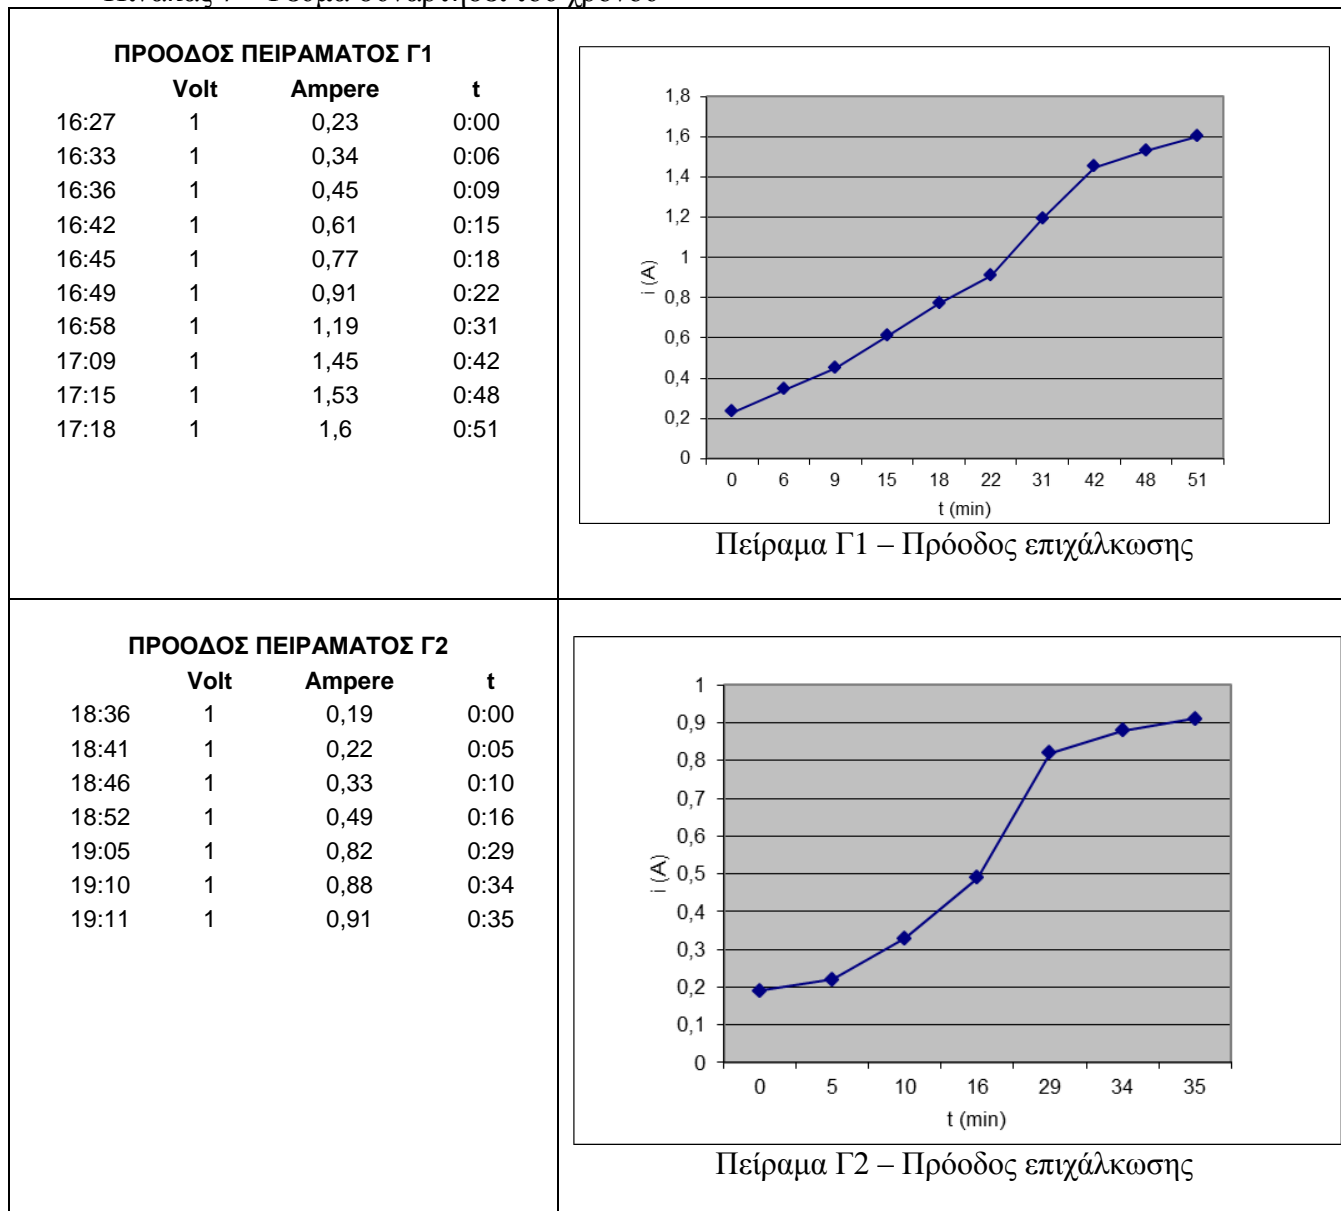 ΠΡΟΟΔΟΣ ΠΕΙΡΑΜΑΤΟΣ Γ1
Volt Ampere t
16:27 1 0,23 0:00
16:33 1 0,34 0:06
16:36 1 0,45 0:09
16:42 1 0,61 0:15
16:45 1 0,77 0:18
16:49 1 0,91 0:22
16:58 1 1,19 0:31
17:09 1 1,45 0:42
17:15 1 1,53 0:48
17:18 1 1,6 0:51
1,8
1,6
1,4
1,2
1
0,8
0,6
0,4
0,2
0
i (A)
0 6 9 15 18 22 31 42 48 51
t (min)
Πείραμα Γ1 – Πρόοδος επιχάλκωσης
ΠΡΟΟΔΟΣ ΠΕΙΡΑΜΑΤΟΣ Γ2
Volt Ampere t
18:36 1 0,19 0:00
18:41 1 0,22 0:05
18:46 1 0,33 0:10
18:52 1 0,49 0:16
19:05 1 0,82 0:29
19:10 1 0,88 0:34
19:11 1 0,91 0:35
1
0,9
0,8
0,7
0,6
0,5
0,4
0,3
0,2
0,1
0
i (A)
0 5 10 16 29 34 35
t (min)
Πείραμα Γ2 – Πρόοδος επιχάλκωσης